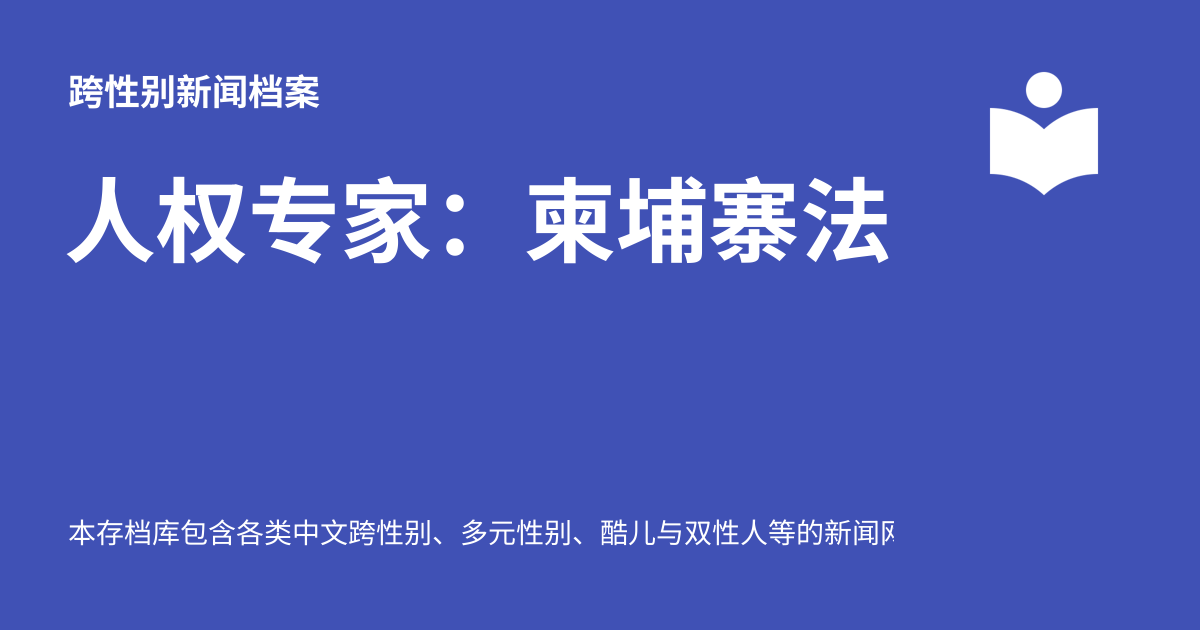 跨性别新闻档案
人权专家：柬埔寨法
本存档库包含各类中文跨性别、多元性别、酷儿与双性人等的新闻